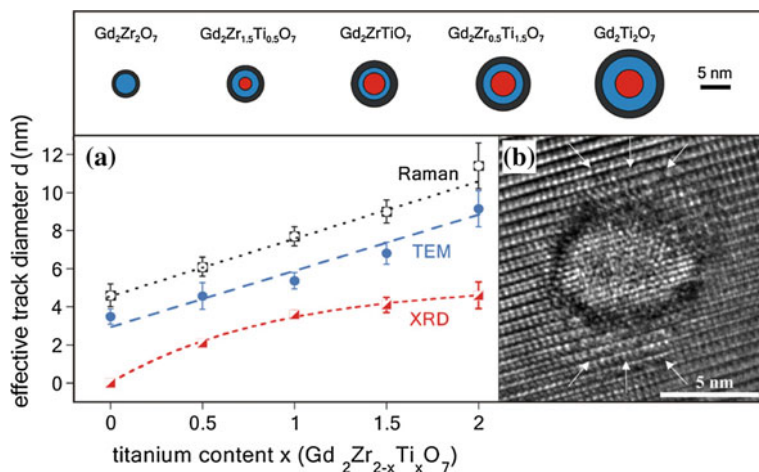 Gd₂Zr₂O₇
Gd₂Zr₁.₅Ti₀.₅O₇
Gd₂ZrTiO₇
Gd₂Zr₀.₅Ti₁.₅O₇
Gd₂Ti₂O₇
5 nm
effective track diameter d (nm)
12
10
8
6
4
2
0
(a)
Raman
TEM
XRD
0
0.5
1
1.5
2
titanium content x (Gd₂Zr₂₋ₓTiₓO₇)
(b)
5 nm